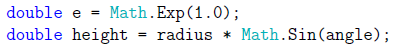 double e = Math.Exp(1.0);
double height = radius * Math.Sin(angle);